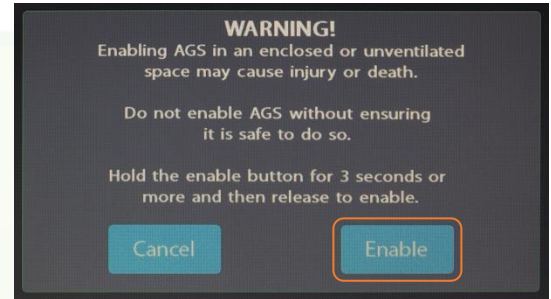 WARNING!
Enabling AGS in an enclosed or unventilated
space may cause injury or death.
Do not enable AGS without ensuring
it is safe to do so.
Hold the enable button for 3 seconds or
more and then release to enable.
Cancel
Enable